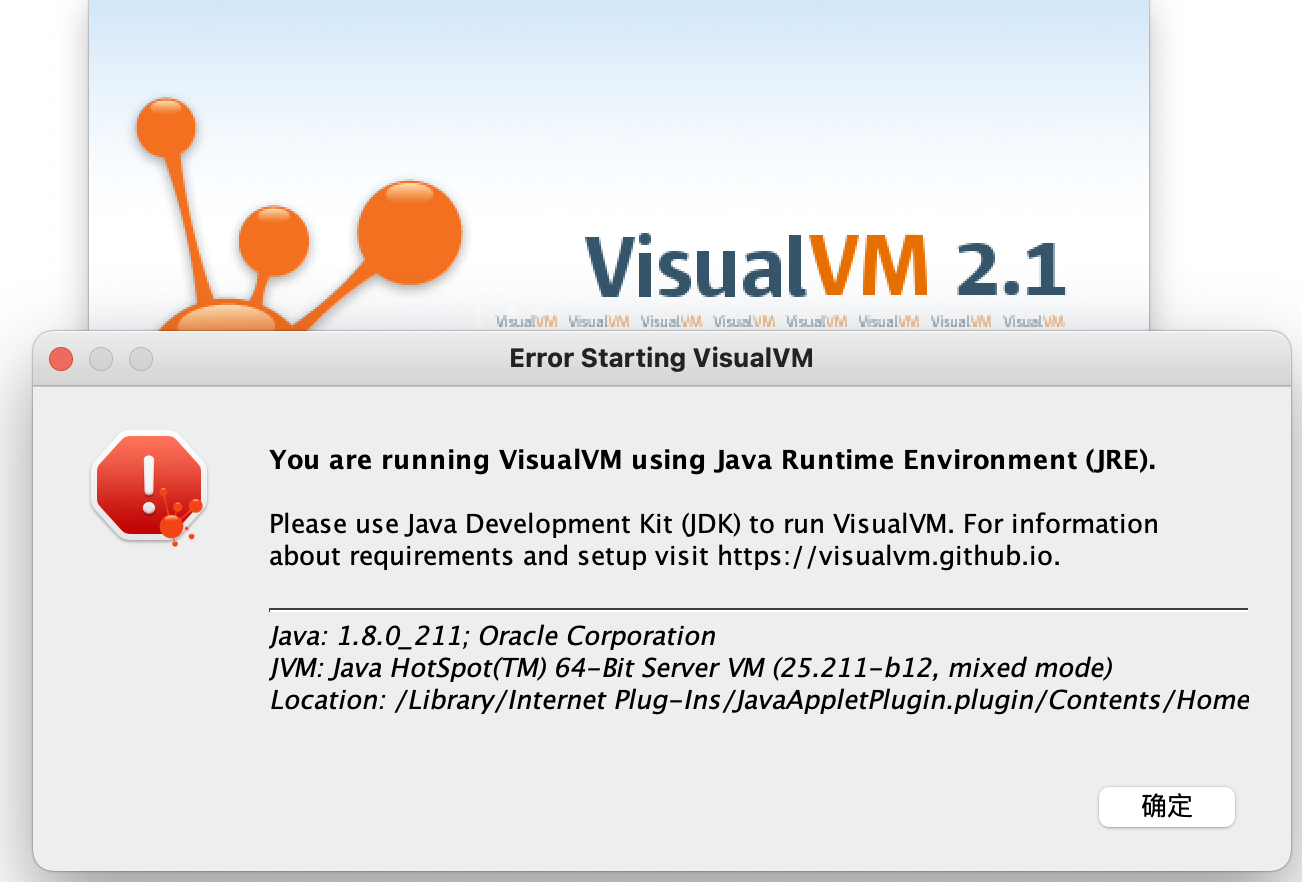 VisualVM 2.1
VisualVM VisualVM VisualVM VisualVM VisualVM VisualVM VisualVM VisualVM
Error Starting VisualVM
You are running VisualVM using Java Runtime Environment (JRE).
Please use Java Development Kit (JDK) to run VisualVM. For information
about requirements and setup visit https://visualvm.github.io.
Java: 1.8.0_211; Oracle Corporation
JVM: Java HotSpot(TM) 64-Bit Server VM (25.211-b12, mixed mode)
Location: /Library/Internet Plug-Ins/JavaAppletPlugin.plugin/Contents/Home
确定